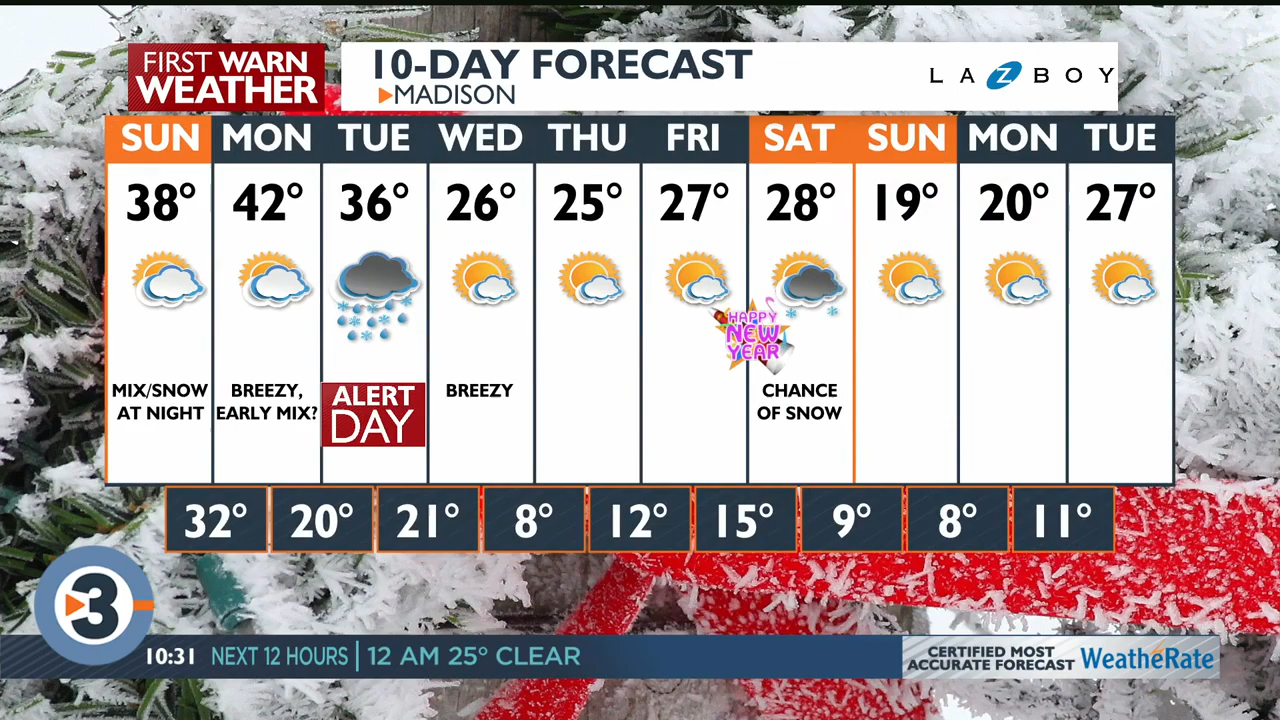 FIRST WARN
WEATHER
10-DAY FORECAST
MADISON
LA Z BOY
SUN MON TUE WED THU FRI SAT SUN MON TUE
38° 42° 36° 26° 25° 27° 28° 19° 20° 27°
HAPPY
NEW
YEAR
MIX/SNOW
AT NIGHT
BREEZY,
EARLY MIX?
ALERT
DAY
BREEZY
CHANCE
OF SNOW
32° 20° 21° 8° 12° 15° 9° 8° 11°
3
10:31 NEXT 12 HOURS | 12 AM 25° CLEAR
CERTIFIED MOST
ACCURATE FORECAST
WeatheRate